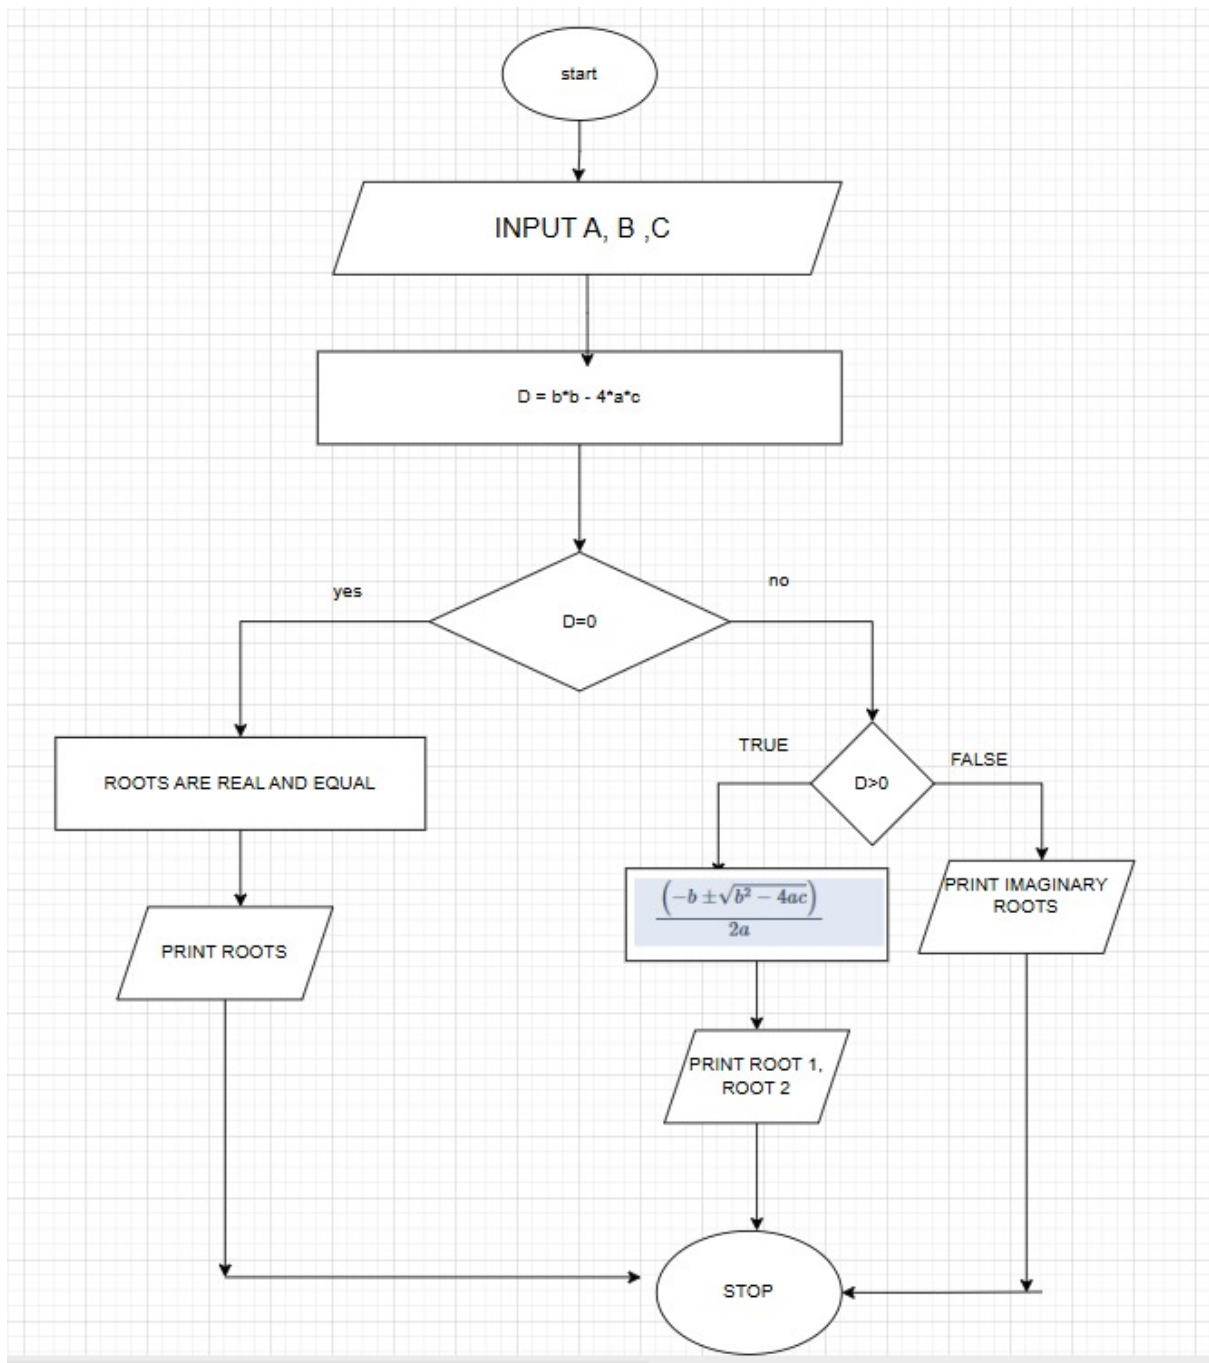 start
INPUT A, B ,C
D = b*b - 4*a*c
yes
no
D=0
TRUE
FALSE
D>0
ROOTS ARE REAL AND EQUAL
(-b ±√b² - 4ac)
2a
PRINT IMAGINARY
ROOTS
PRINT ROOTS
PRINT ROOT 1,
ROOT 2
STOP